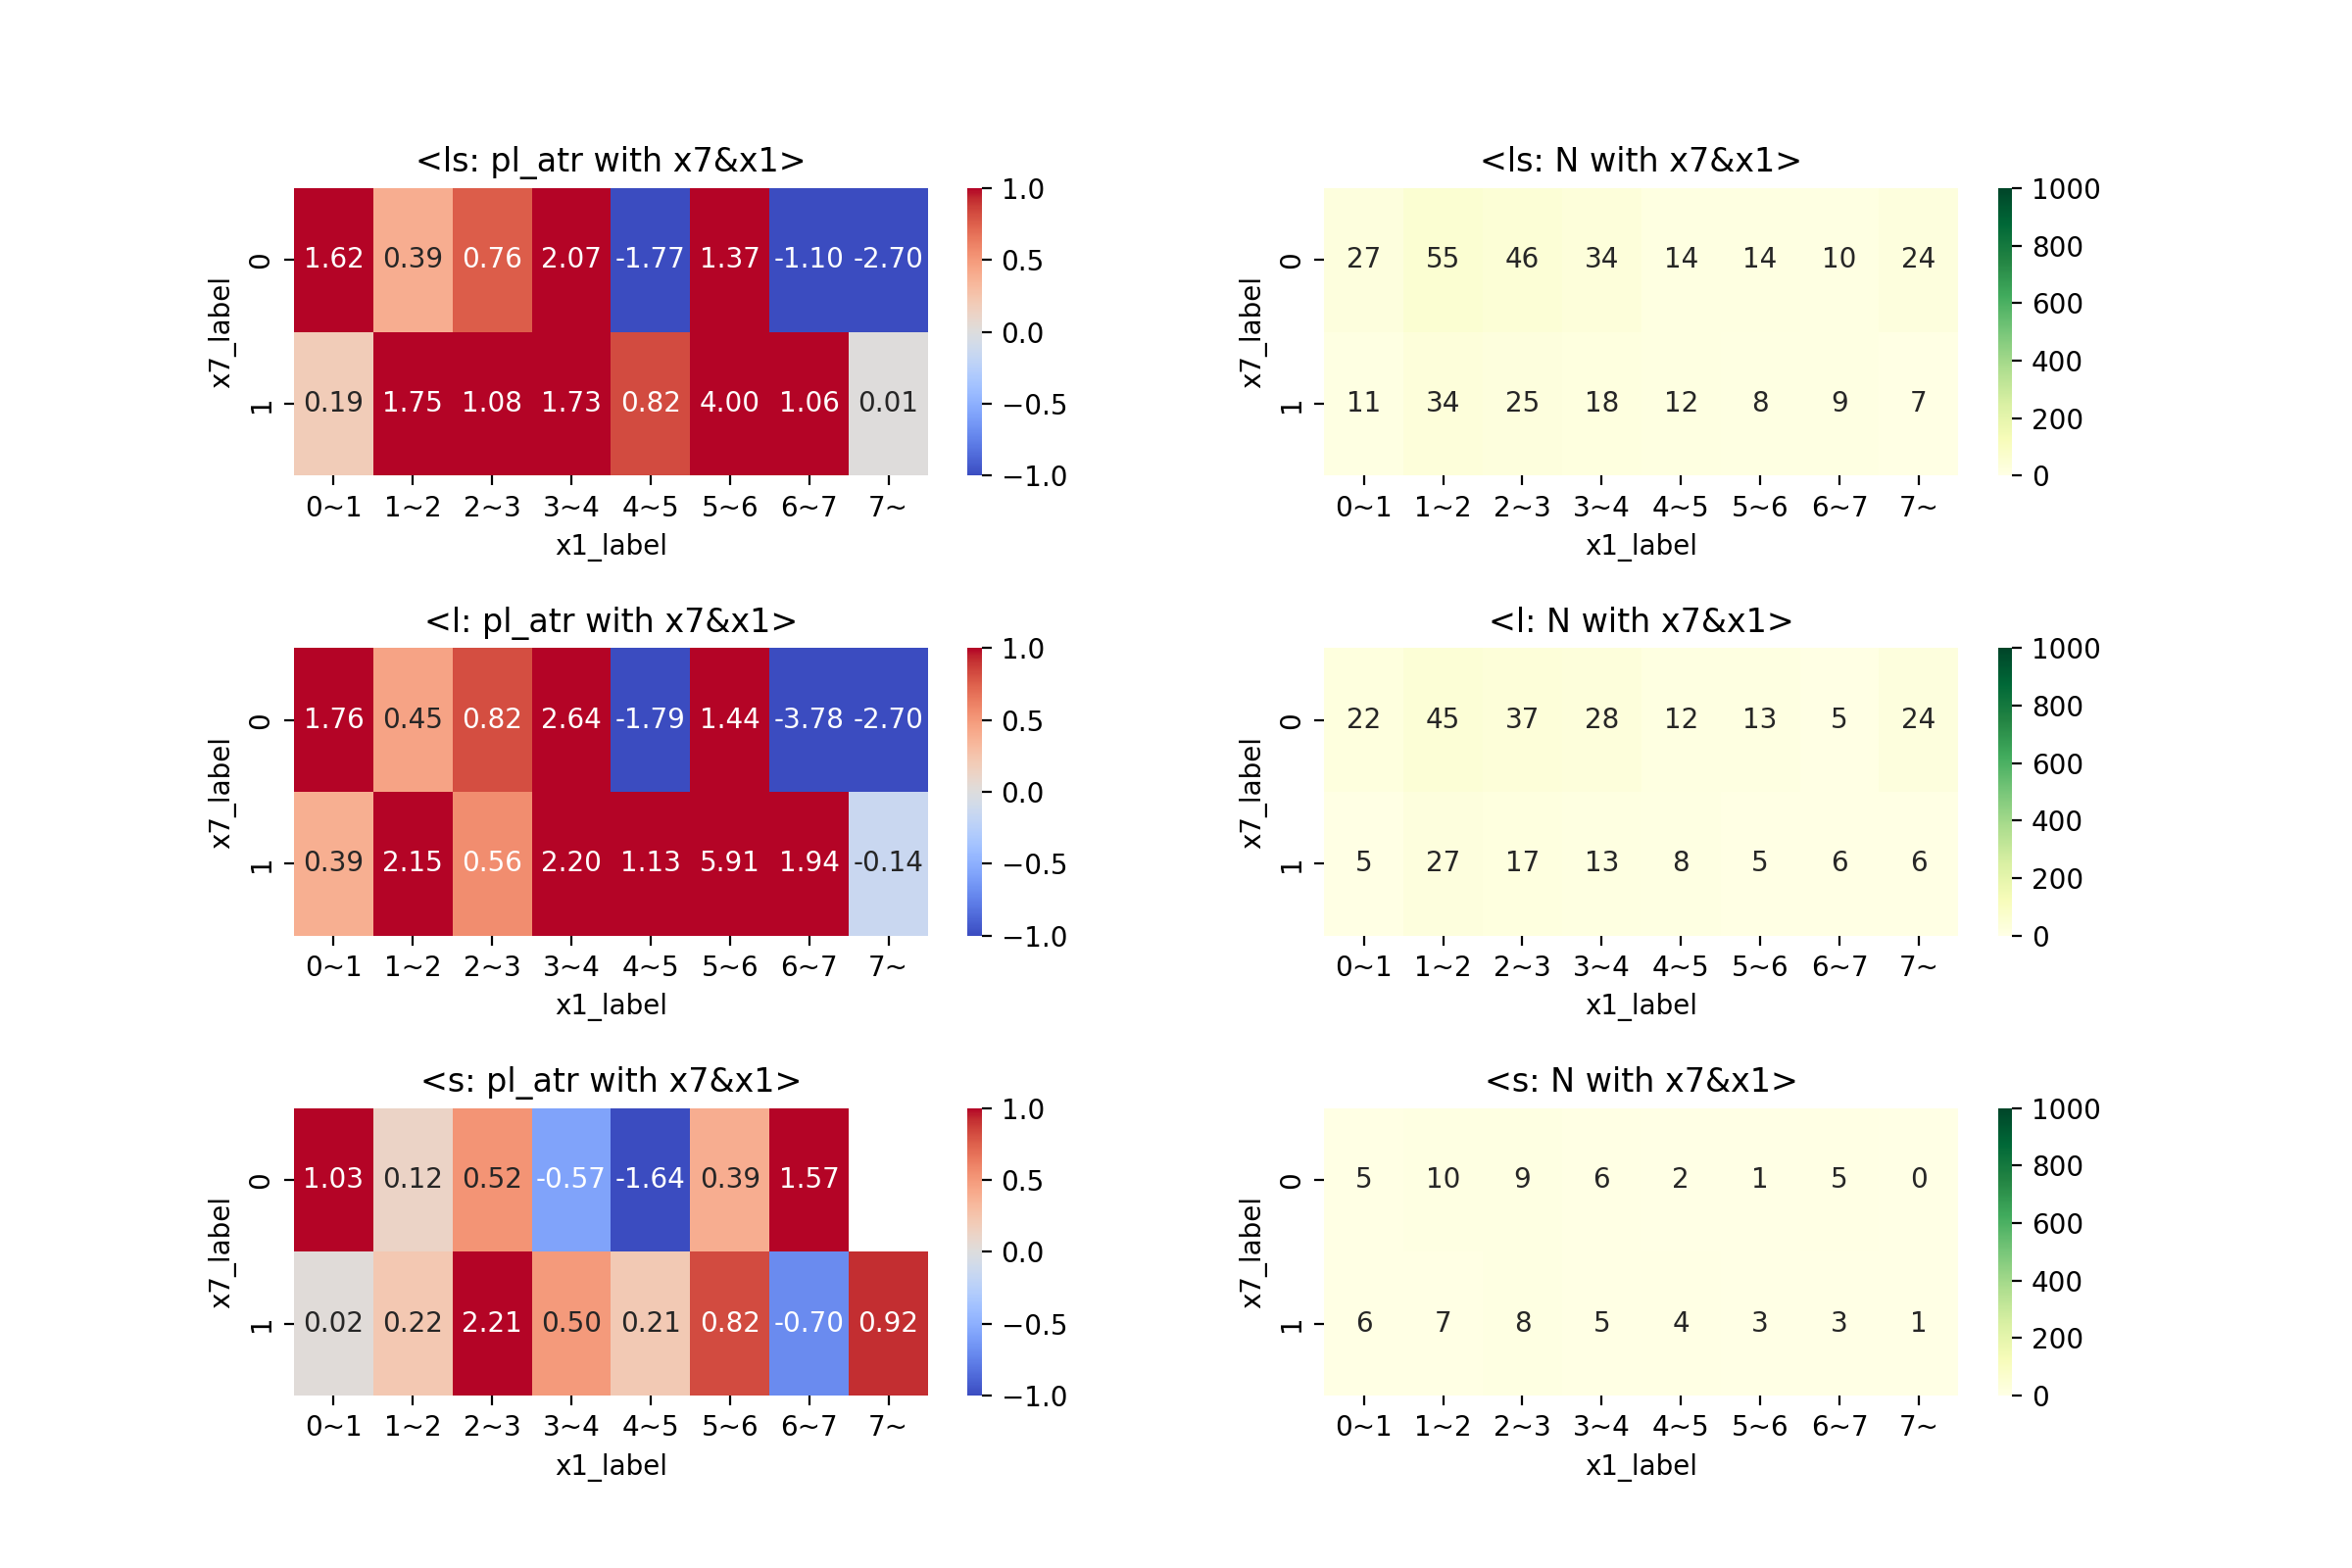 <ls: pl_atr with x7&x1>
x7_label
0
1.62 0.39 0.76 2.07 -1.77 1.37 -1.10 -2.70
1
0.19 1.75 1.08 1.73 0.82 4.00 1.06 0.01
0~1 1~2 2~3 3~4 4~5 5~6 6~7 7~
x1_label
1.0
0.5
0.0
−0.5
−1.0
<ls: N with x7&x1>
x7_label
0
27 55 46 34 14 14 10 24
1
11 34 25 18 12 8 9 7
0~1 1~2 2~3 3~4 4~5 5~6 6~7 7~
x1_label
1000
800
600
400
200
0
<l: pl_atr with x7&x1>
x7_label
0
1.76 0.45 0.82 2.64 -1.79 1.44 -3.78 -2.70
1
0.39 2.15 0.56 2.20 1.13 5.91 1.94 -0.14
0~1 1~2 2~3 3~4 4~5 5~6 6~7 7~
x1_label
1.0
0.5
0.0
−0.5
−1.0
<l: N with x7&x1>
x7_label
0
22 45 37 28 12 13 5 24
1
5 27 17 13 8 5 6 6
0~1 1~2 2~3 3~4 4~5 5~6 6~7 7~
x1_label
1000
800
600
400
200
0
<s: pl_atr with x7&x1>
x7_label
0
1.03 0.12 0.52 -0.57 -1.64 0.39 1.57
1
0.02 0.22 2.21 0.50 0.21 0.82 -0.70 0.92
0~1 1~2 2~3 3~4 4~5 5~6 6~7 7~
x1_label
1.0
0.5
0.0
−0.5
−1.0
<s: N with x7&x1>
x7_label
0
5 10 9 6 2 1 5 0
1
6 7 8 5 4 3 3 1
0~1 1~2 2~3 3~4 4~5 5~6 6~7 7~
x1_label
1000
800
600
400
200
0